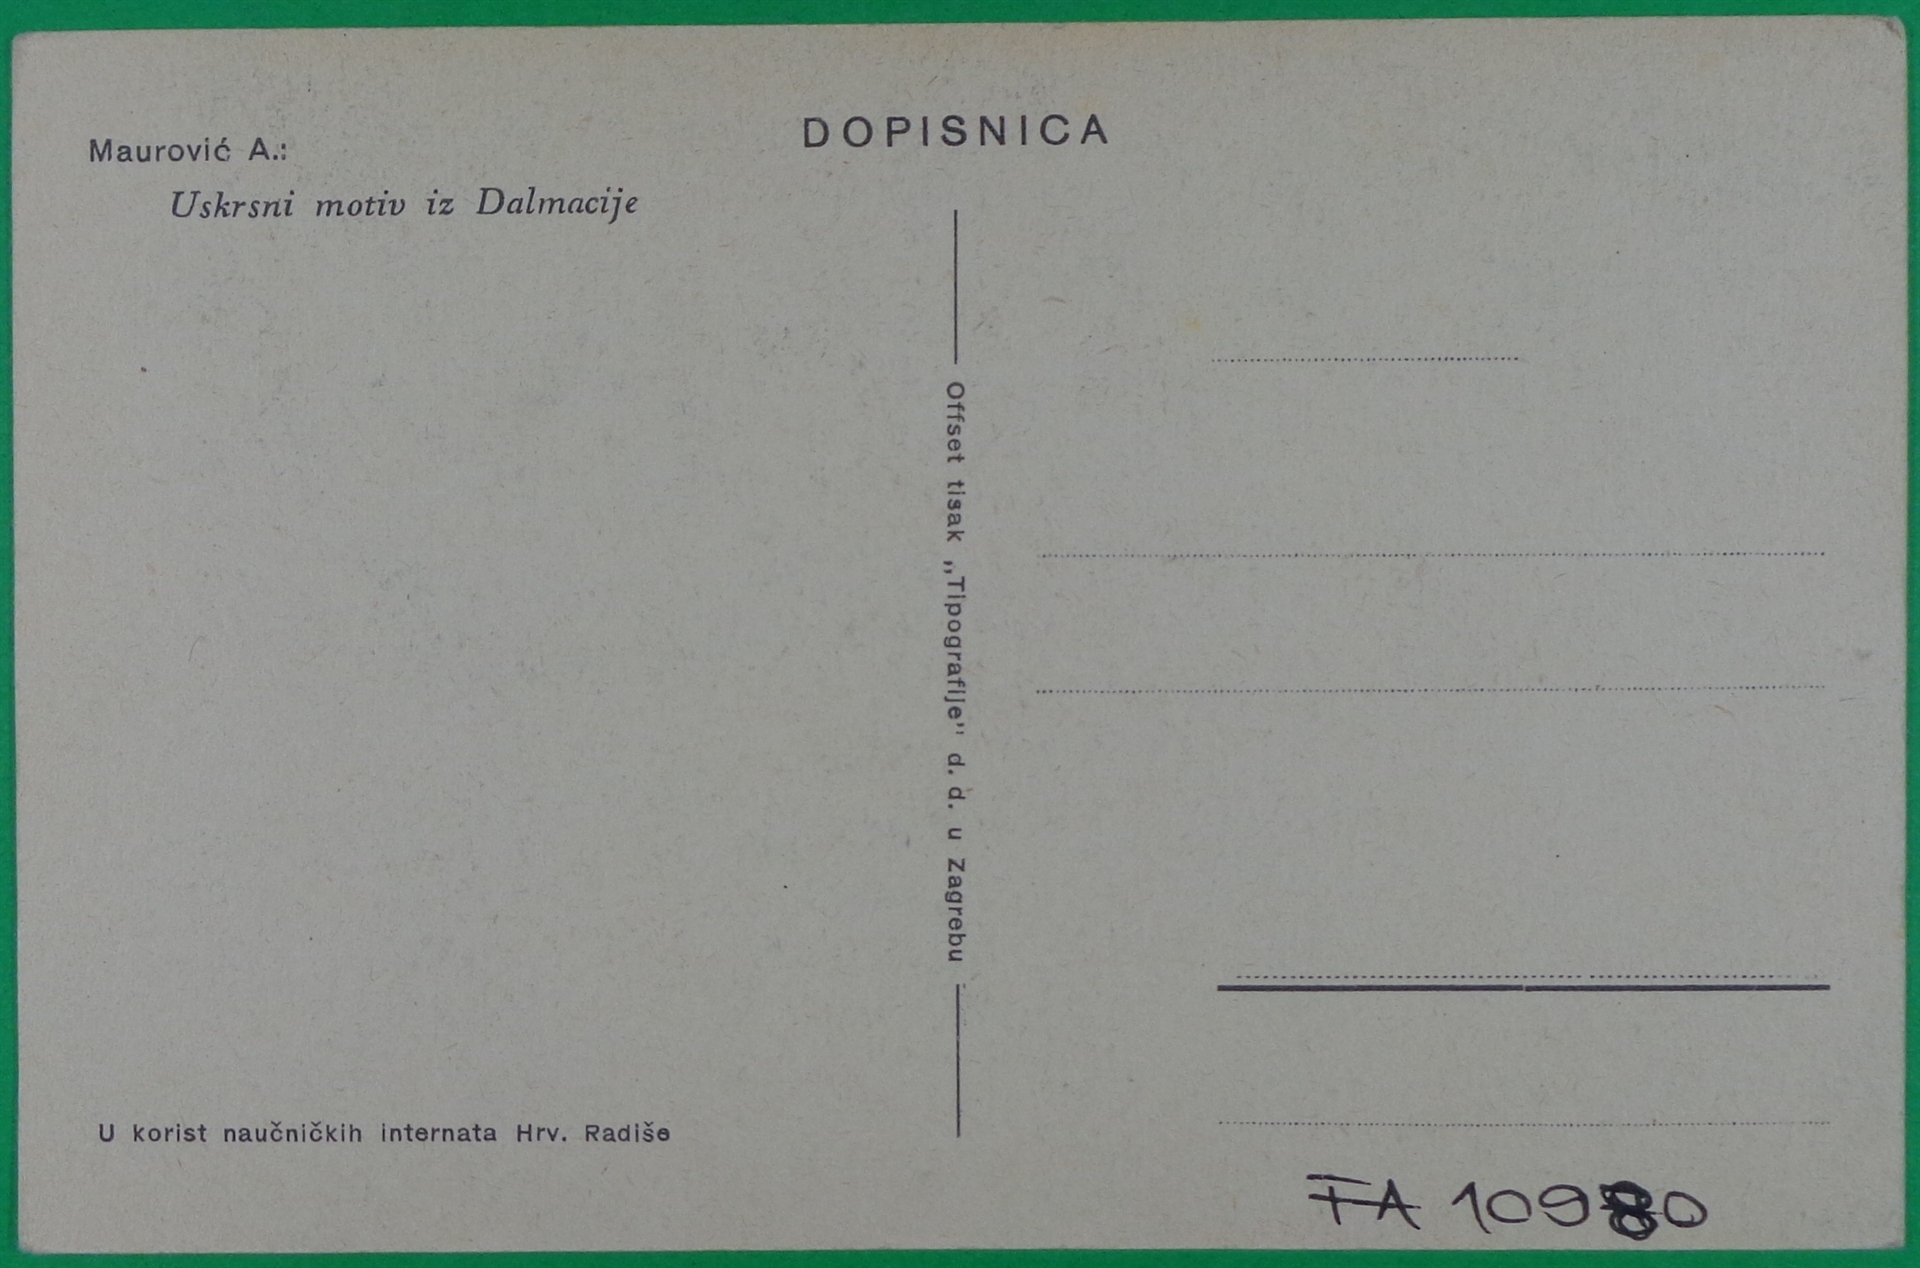 DOPISNICA
Maurović A.:
Uskrsni motiv iz Dalmacije
Offset tisak „Tipografije" d. d. u Zagrebu
U korist naučničkih internata Hrv. Radiše
FA 10980